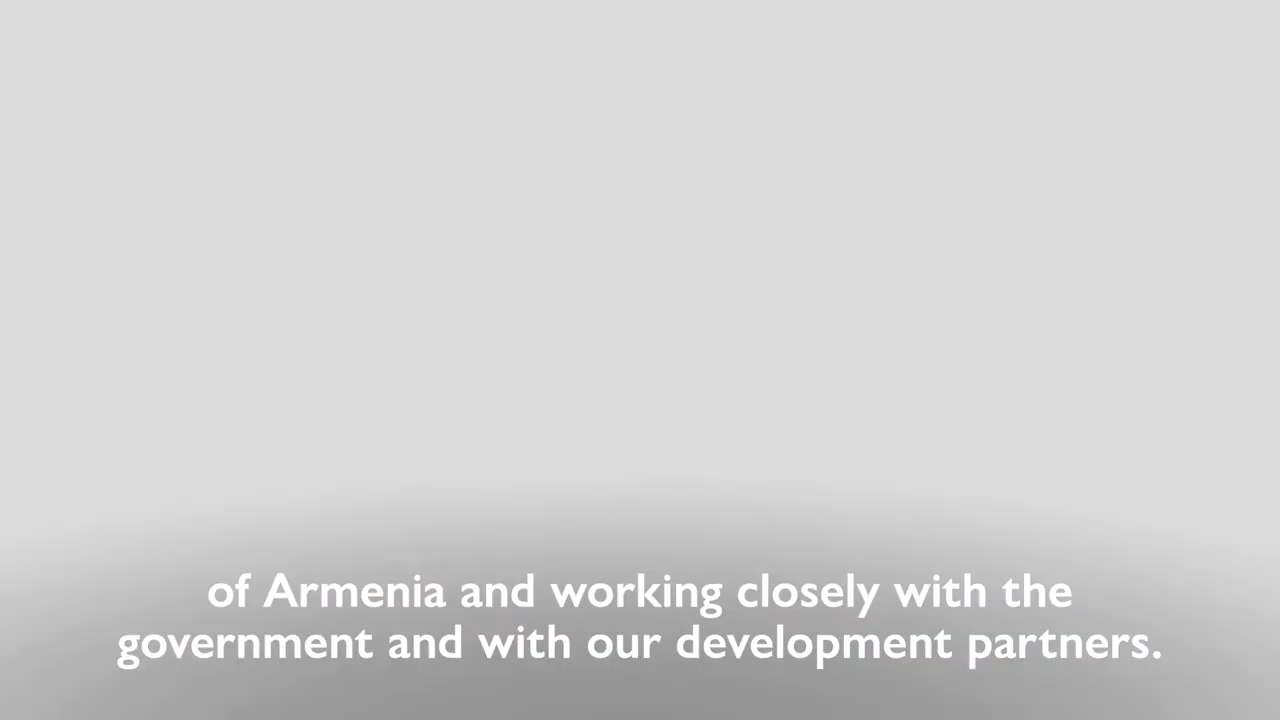 of Armenia and working closely with the
government and with our development partners.